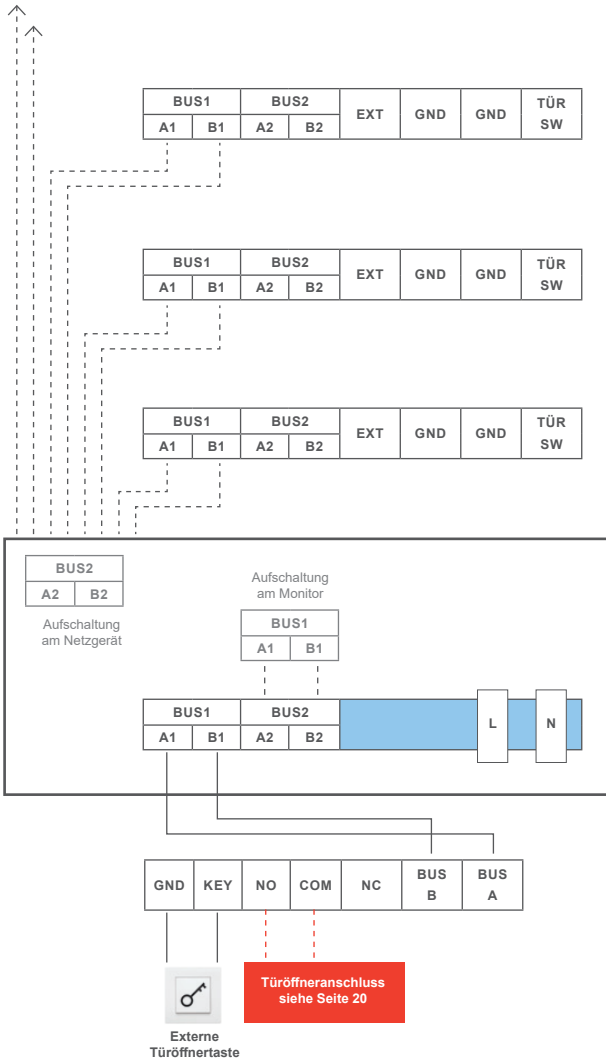 BUS1 BUS2 EXT GND GND TÜR SW
A1 B1 A2 B2
BUS1 BUS2 EXT GND GND TÜR SW
A1 B1 A2 B2
BUS1 BUS2 EXT GND GND TÜR SW
A1 B1 A2 B2
BUS2
A2 B2
Aufschaltung
am Netzgerät
Aufschaltung
am Monitor
BUS1
A1 B1
BUS1 BUS2 L N
A1 B1 A2 B2
GND KEY NO COM NC BUS B BUS A
Türöffneranschluss
siehe Seite 20
Externe
Türöffnertaste